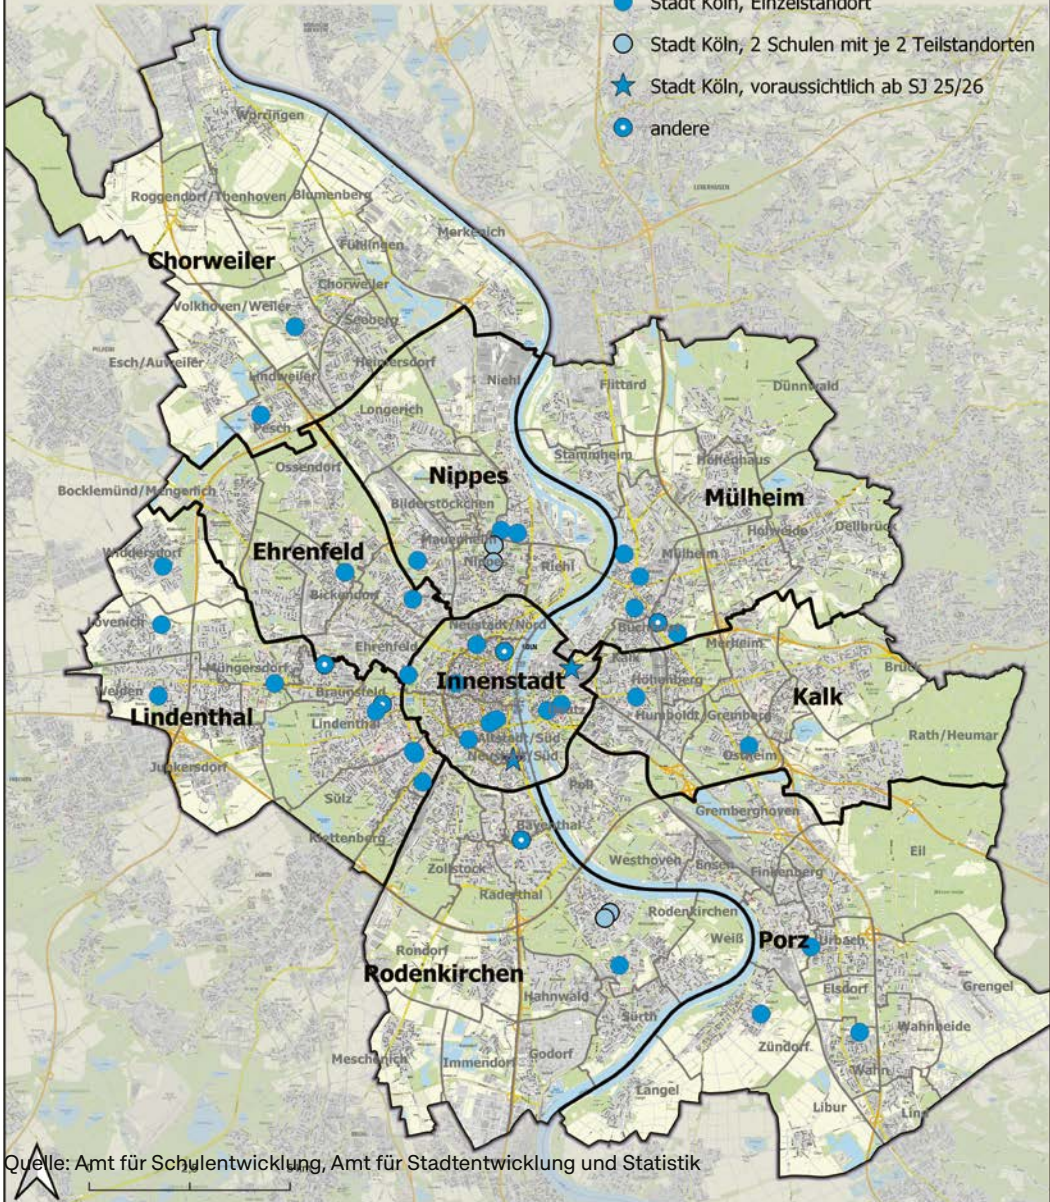 Stadt Köln, Einzelstandort
Stadt Köln, 2 Schulen mit je 2 Teilstandorten
Stadt Köln, voraussichtlich ab SJ 25/26
andere
Worringen
LEVERKUSEN
Roggendorf/Thenhoven
Blumenberg
Merkenich
Fühlingen
Chorweiler
Chorweiler
Volkhoven/Weiler
Seeberg
Esch/Auweiler
Heimersdorf
Lindweiler
Niehl
Flittard
Dünnwald
Longerich
Pesch
Stammheim
Höhenhaus
Ossendorf
Nippes
Bocklemünd/Mengerich
Mülheim
Bilderstöckchen
Holweide
Dellbrück
Mauenheim
Widdersdorf
Ehrenfeld
Mülheim
Nippes
Riehl
Bickendorf
Lövenich
Neustadt/Nord
Merheim
Ehrenfeld
KÖLN
Kalk
Müngersdorf
Brück
Innenstadt
Höhenberg
Weiden
Braunsfeld
Kalk
Lindenthal
Humboldt/Gremberg
Lindenthal
Altstadt/Süd
Rath/Heumar
Neustadt/Süd
Ostheim
Junkersdorf
Poll
Sülz
Gremberghoven
Bayenthal
Klettenberg
Eil
Westhoven
Ensen
Zollstock
Finkenberg
Raderthal
Rodenkirchen
Weiß
Porz
Urbach
Rondorf
Rodenkirchen
Elsdorf
Grengel
Hahnwald
Sürth
Wahnheide
Zündorf
Meschenich
Immendorf
Godorf
Wahn
Langel
Libur
Lind
Quelle: Amt für Schulentwicklung, Amt für Stadtentwicklung und Statistik